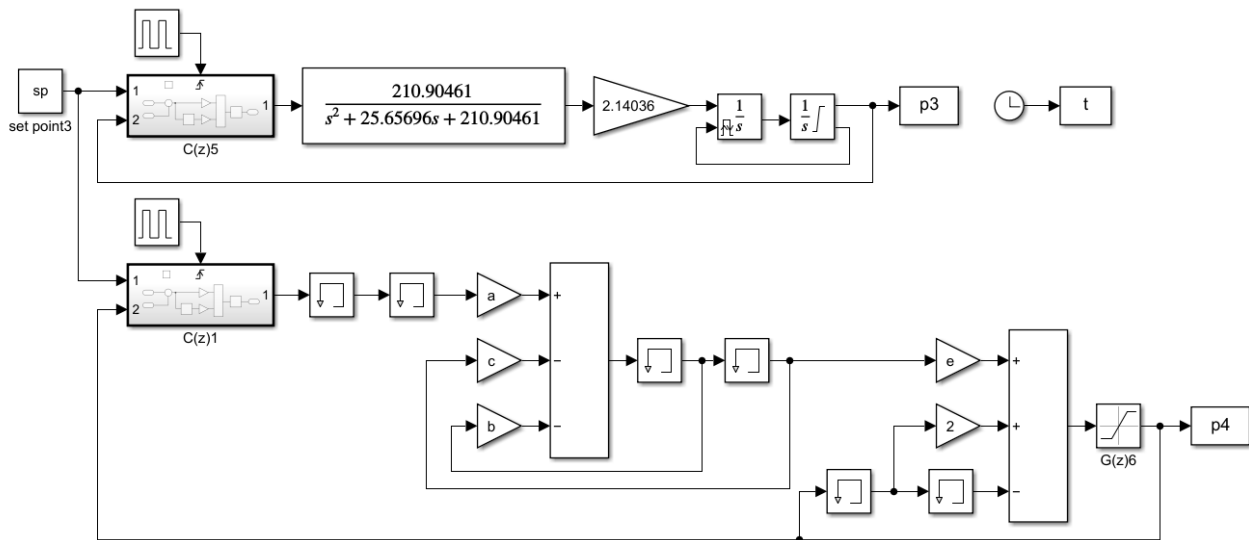 sp
set point3
1
2
1
C(z)5
210.90461
s² + 25.65696s + 210.90461
2.14036
1
s
1
s
p3
t
1
2
1
C(z)1
a
c
b
+
−
−
e
2
+
+
−
G(z)6
p4